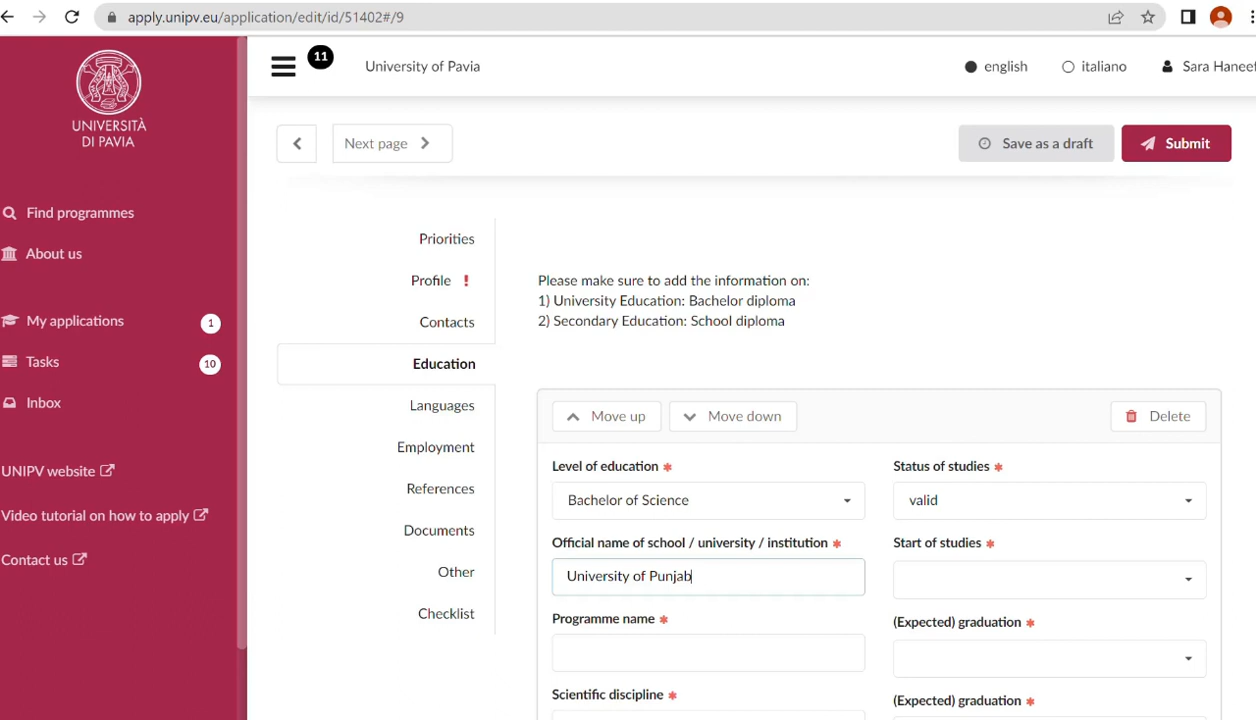 apply.unipv.eu/application/edit/id/51402#/9
UNIVERSITÀ
DI PAVIA
Find programmes
About us
My applications 1
Tasks 10
Inbox
UNIPV website
Video tutorial on how to apply
Contact us
11
University of Pavia
english
italiano
Sara Haneef
Next page
Save as a draft
Submit
Priorities
Profile !
Contacts
Education
Languages
Employment
References
Documents
Other
Checklist
Please make sure to add the information on:
1) University Education: Bachelor diploma
2) Secondary Education: School diploma
Move up
Move down
Delete
Level of education *
Bachelor of Science
Status of studies *
valid
Official name of school / university / institution *
University of Punjab
Start of studies *
Programme name *
(Expected) graduation *
Scientific discipline *
(Expected) graduation *